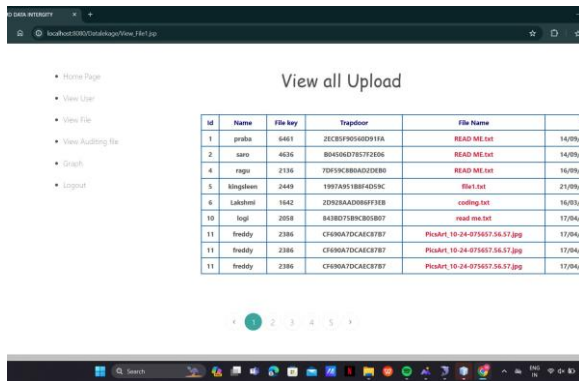 O DATA INTERGITY
localhost:8080/Datalekago/View_File1.jsp
Home Page
View User
View File
View Auditing file
Graph
Logout
View all Upload
Id Name File key Trapdoor File Name
1 praba 6461 2ECB5F90560D91FA READ ME.txt 14/09/
2 saro 4636 B04506D7857F2E06 READ ME.txt 14/09/
4 ragu 2136 7DF59C8B0AD2DEB0 READ ME.txt 16/09/
5 kingsleen 2449 1997A951B8F4D59C file1.txt 21/09/
6 Lakshmi 1642 2D928AAD086FF3EB coding.txt 16/03/
10 logi 2058 843BD75B9CB05B07 read me.txt 17/04/
11 freddy 2386 CF690A7DCAEC87B7 PicsArt_10-24-075657.56.57.jpg 17/04/
11 freddy 2386 CF690A7DCAEC87B7 PicsArt_10-24-075657.56.57.jpg 17/04/
11 freddy 2386 CF690A7DCAEC87B7 PicsArt_10-24-075657.56.57.jpg 17/04/
1 2 3 4 5
Search
ENG
IN